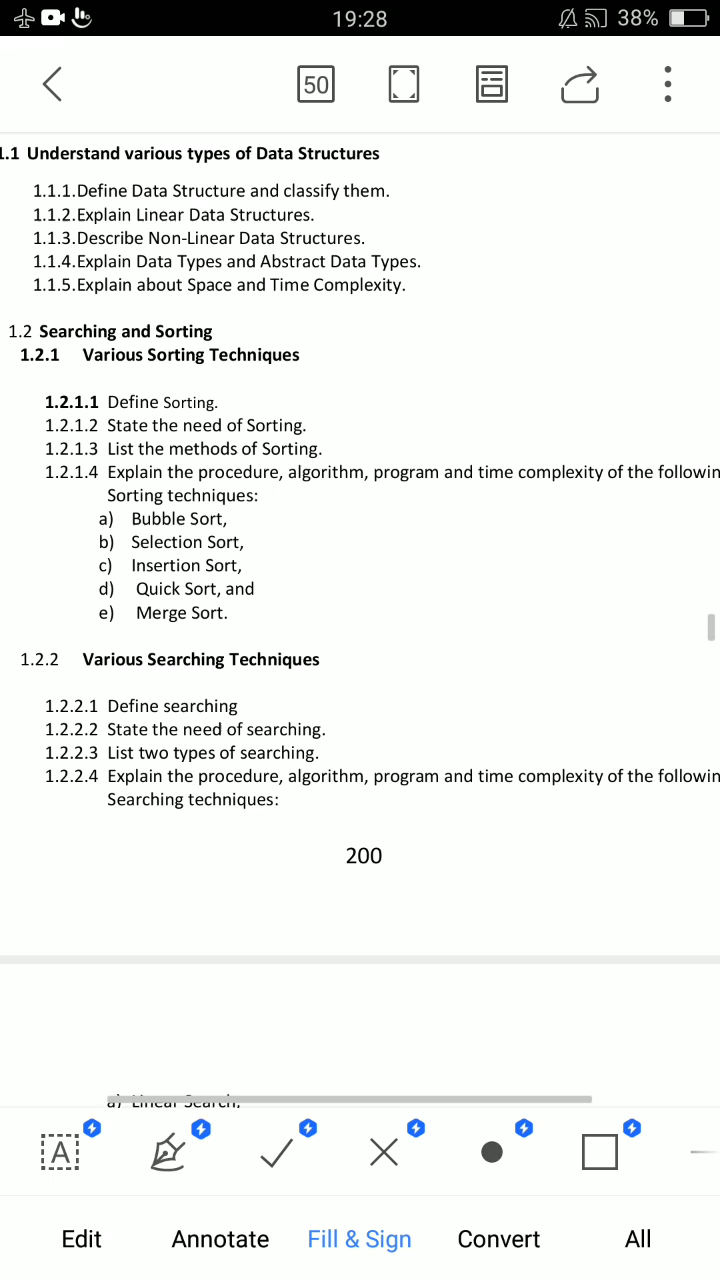 19:28
38%
50
1.1 Understand various types of Data Structures
1.1.1.Define Data Structure and classify them.
1.1.2.Explain Linear Data Structures.
1.1.3.Describe Non-Linear Data Structures.
1.1.4.Explain Data Types and Abstract Data Types.
1.1.5.Explain about Space and Time Complexity.
1.2 Searching and Sorting
1.2.1 Various Sorting Techniques
1.2.1.1 Define Sorting.
1.2.1.2 State the need of Sorting.
1.2.1.3 List the methods of Sorting.
1.2.1.4 Explain the procedure, algorithm, program and time complexity of the followin
Sorting techniques:
a) Bubble Sort,
b) Selection Sort,
c) Insertion Sort,
d) Quick Sort, and
e) Merge Sort.
1.2.2 Various Searching Techniques
1.2.2.1 Define searching
1.2.2.2 State the need of searching.
1.2.2.3 List two types of searching.
1.2.2.4 Explain the procedure, algorithm, program and time complexity of the followin
Searching techniques:
200
a) Linear Search,
A
Edit Annotate Fill & Sign Convert All